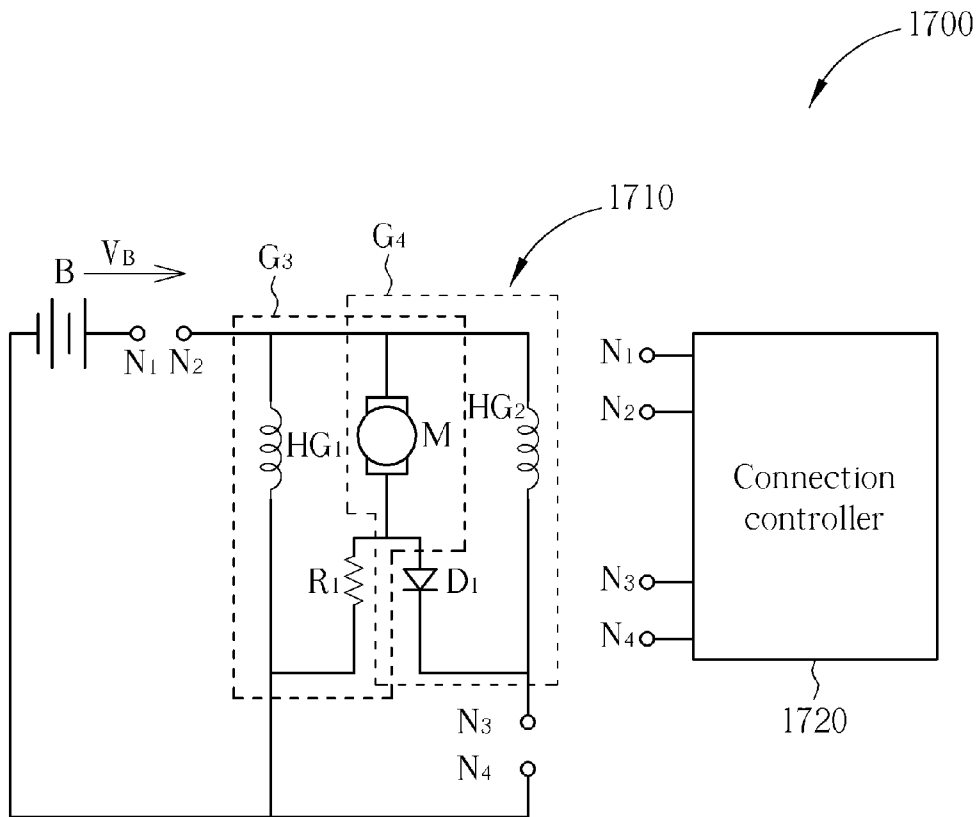 1700
1710
G4
G3
VB
B
N1 N2
HG1
M
HG2
R1
D1
N3
N4
N1
N2
N3
N4
Connection
controller
1720